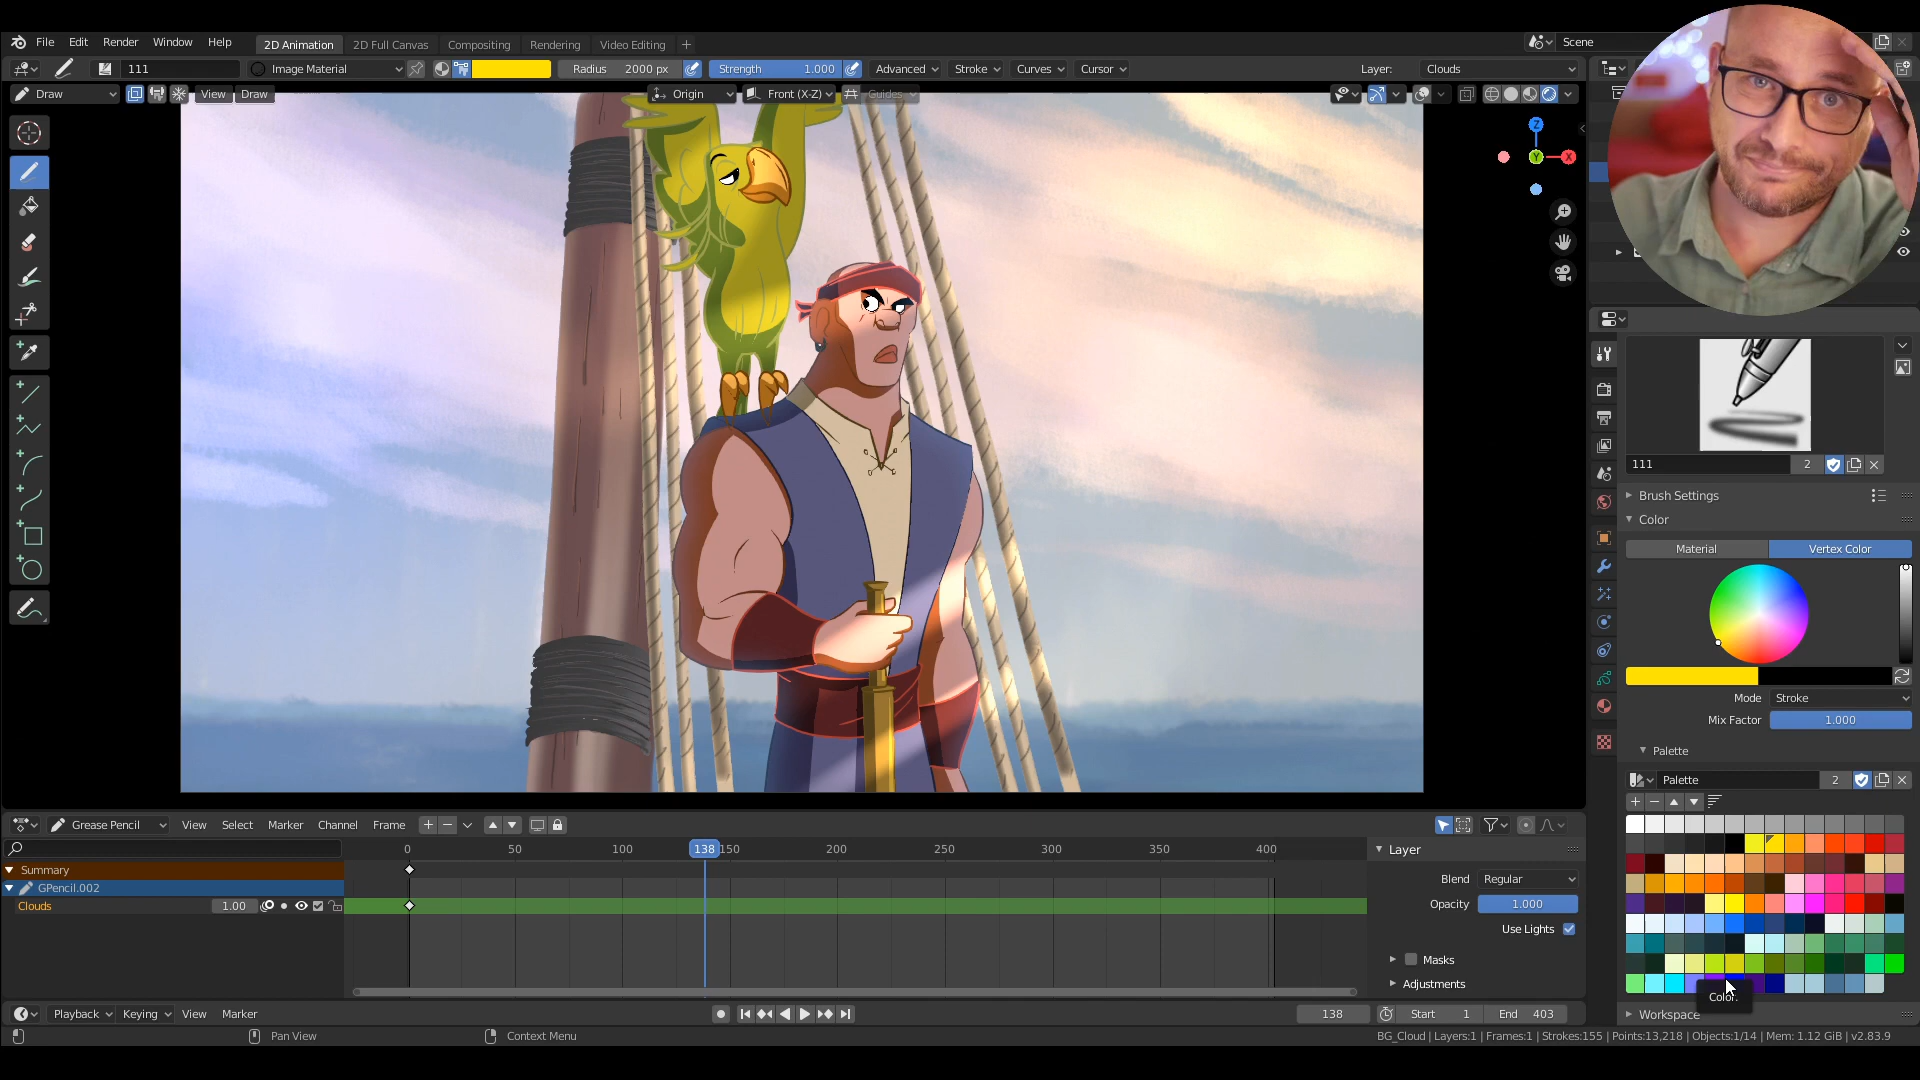 File Edit Render Window Help 2D Animation 2D Full Canvas Compositing Rendering Video Editing + Scene
111 Image Material Radius 2000 px Strength 1.000 Advanced Stroke Curves Cursor Layer: Clouds
Draw View Draw Origin Front (X-Z) Guides
Z
Y X
111 2
Brush Settings
Color
Material Vertex Color
Mode Stroke
Mix Factor 1.000
Palette
Palette 2
Grease Pencil View Select Marker Channel Frame
0 50 100 138 150 200 250 300 350 400 Layer
Summary
GPencil.002 Blend Regular
Clouds 1.00 Opacity 1.000
Use Lights
Masks
Adjustments
Color.
Playback Keying View Marker 138 Start 1 End 403 Workspace
Pan View Context Menu BG_Cloud | Layers:1 | Frames:1 | Strokes:155 | Points:13,218 | Objects:1/14 | Mem: 1.12 GiB | v2.83.9